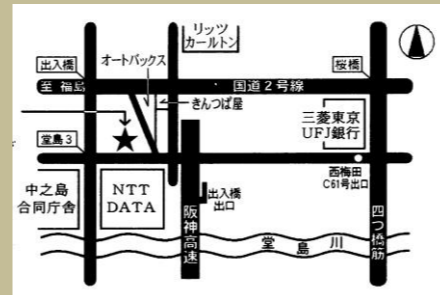 リッツ
カールトン
出入橋
オートバックス
桜橋
至 福島
国道2号線
きんつば屋
三菱東京
UFJ銀行
堂島3
西梅田
C61号出口
中之島
合同庁舎
NTT
DATA
出入橋
出口
阪神高速
堂島川
四つ橋筋